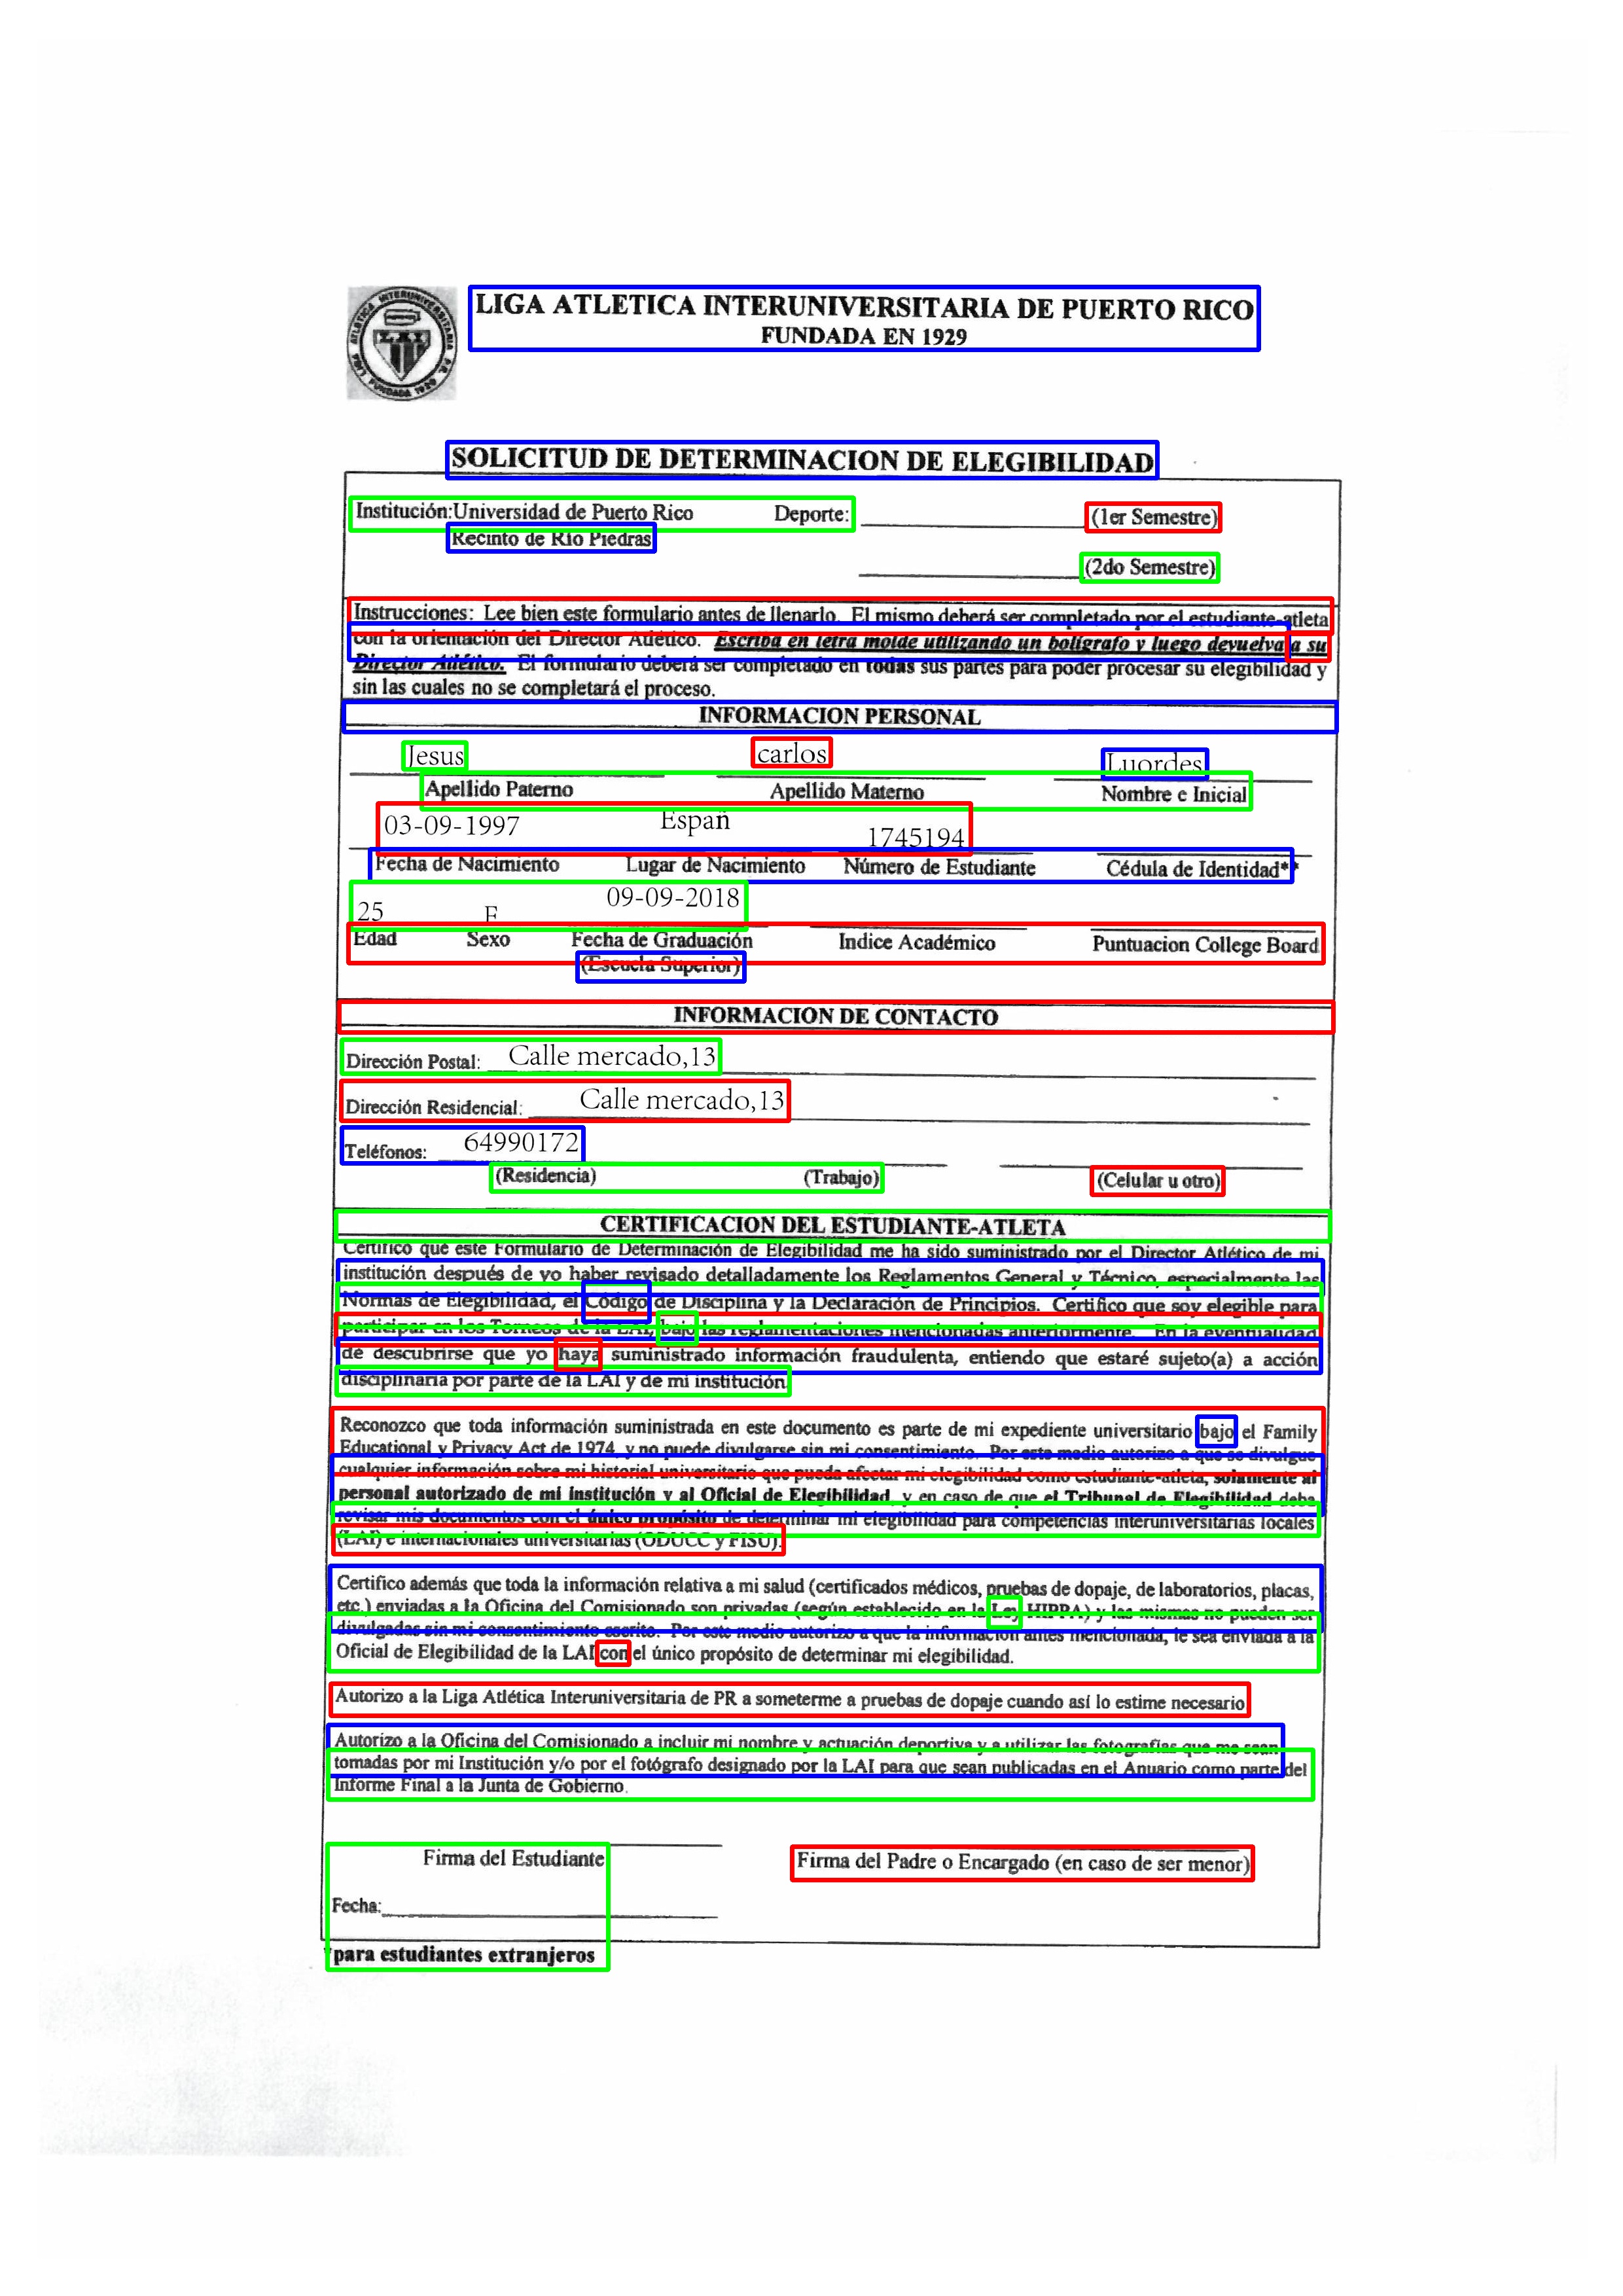 LIGA ATLETICA INTERUNIVERSITARIA DE PUERTO RICO
FUNDADA EN 1929
SOLICITUD DE DETERMINACION DE ELEGIBILIDAD
Institución:Universidad de Puerto Rico Deporte: (1er Semestre)
Recinto de Río Piedras
(2do Semestre)
Instrucciones: Lee bien este formulario antes de llenarlo. El mismo deberá ser completado por el estudiante-atleta
con la orientación del Director Atlético. Escriba en letra molde utilizando un bolígrafo y luego devuelva a su
Director Atlético. El formulario deberá ser completado en todas sus partes para poder procesar su elegibilidad y
sin las cuales no se completará el proceso.
INFORMACION PERSONAL
Jesus carlos Luordes
Apellido Paterno Apellido Materno Nombre e Inicial
03-09-1997 Españ 1745194
Fecha de Nacimiento Lugar de Nacimiento Número de Estudiante Cédula de Identidad**
25 F 09-09-2018
Edad Sexo Fecha de Graduación Indice Académico Puntuacion College Board
(Escuela Superior)
INFORMACION DE CONTACTO
Dirección Postal: Calle mercado,13
Dirección Residencial: Calle mercado,13
Teléfonos: 64990172
(Residencia) (Trabajo) (Celular u otro)
CERTIFICACION DEL ESTUDIANTE-ATLETA
Certifico que este Formulario de Determinación de Elegibilidad me ha sido suministrado por el Director Atlético de mi
institución después de yo haber revisado detalladamente los Reglamentos General y Técnico, especialmente las
Normas de Elegibilidad, el Código de Disciplina y la Declaración de Principios. Certifico que soy elegible para
participar en los Torneos de la LAI, bajo las reglamentaciones mencionadas anteriormente. En la eventualidad
de descubrirse que yo haya suministrado información fraudulenta, entiendo que estaré sujeto(a) a acción
disciplinaria por parte de la LAI y de mi institución
Reconozco que toda información suministrada en este documento es parte de mi expediente universitario bajo el Family
Educational y Privacy Act de 1974, y no puede divulgarse sin mi consentimiento. Por este medio autorizo a que se divulgue
cualquier información sobre mi historial universitario que pueda afectar mi elegibilidad como estudiante-atleta, solamente al
personal autorizado de mi institución y al Oficial de Elegibilidad, y en caso de que el Tribunal de Elegibilidad deba
revisar mis documentos con el único propósito de determinar mi elegibilidad para competencias interuniversitarias locales
(LAI) e internacionales universitarias (ODUCC y FISU).
Certifico además que toda la información relativa a mi salud (certificados médicos, pruebas de dopaje, de laboratorios, placas,
etc.) enviadas a la Oficina del Comisionado son privadas (según establecido en la Ley HIPPA) y las mismas no pueden ser
divulgadas sin mi consentimiento escrito. Por este medio autorizo a que la información antes mencionada, le sea enviada a la
Oficial de Elegibilidad de la LAI con el único propósito de determinar mi elegibilidad.
Autorizo a la Liga Atlética Interuniversitaria de PR a someterme a pruebas de dopaje cuando así lo estime necesario
Autorizo a la Oficina del Comisionado a incluir mi nombre y actuación deportiva y a utilizar las fotografías que me sean
tomadas por mi Institución y/o por el fotógrafo designado por la LAI para que sean publicadas en el Anuario como parte del
Informe Final a la Junta de Gobierno.
Firma del Estudiante Firma del Padre o Encargado (en caso de ser menor)
Fecha:
*para estudiantes extranjeros